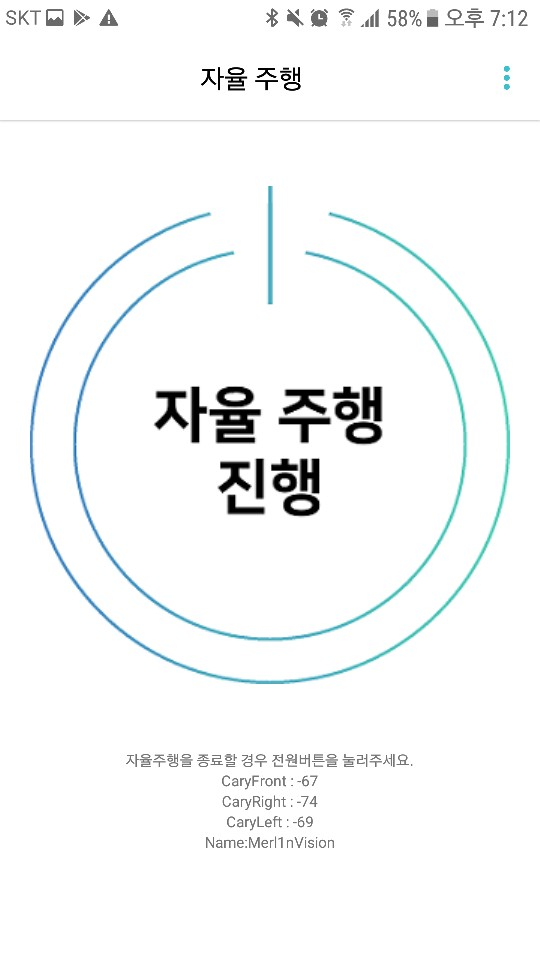 SKT 58% 오후 7:12
자율 주행
자율 주행
진행
자율주행을 종료할 경우 전원버튼을 눌러주세요.
CaryFront : -67
CaryRight : -74
CaryLeft : -69
Name:Merl1nVision